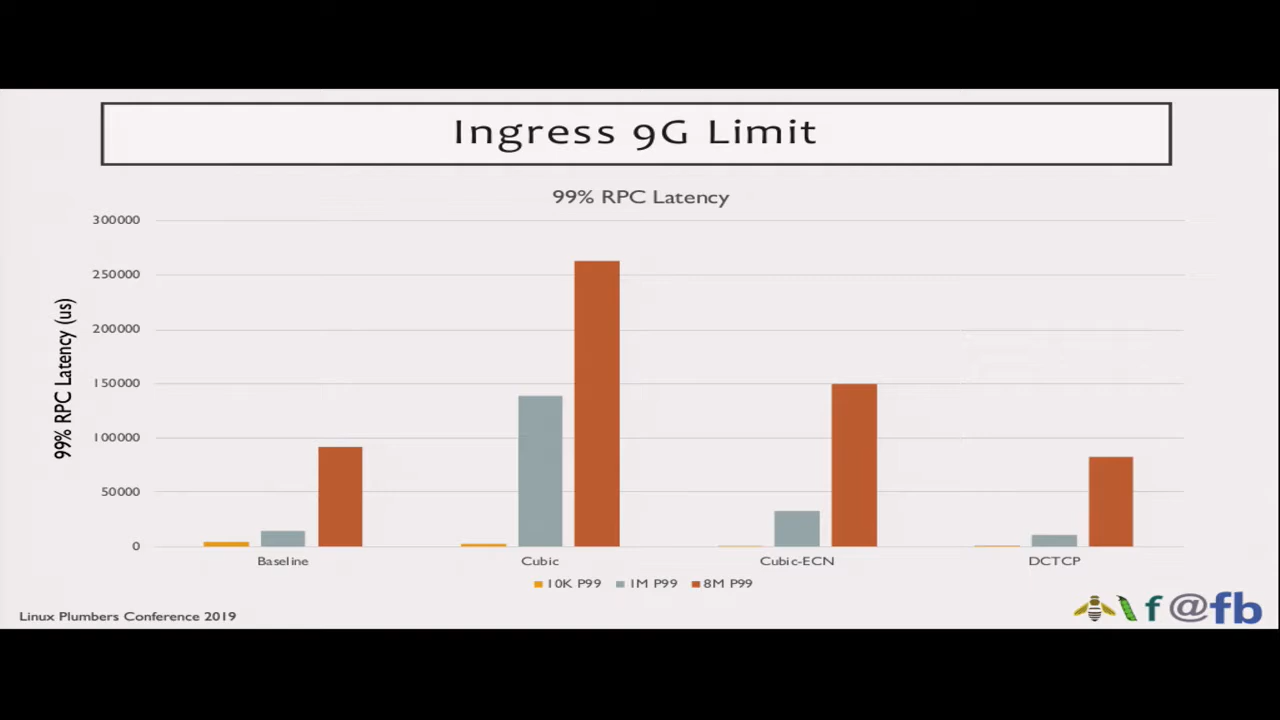 Ingress 9G Limit
99% RPC Latency
99% RPC Latency (us)
300000
250000
200000
150000
100000
50000
0
Baseline Cubic Cubic-ECN DCTCP
10K P99 1M P99 8M P99
Linux Plumbers Conference 2019
f @fb